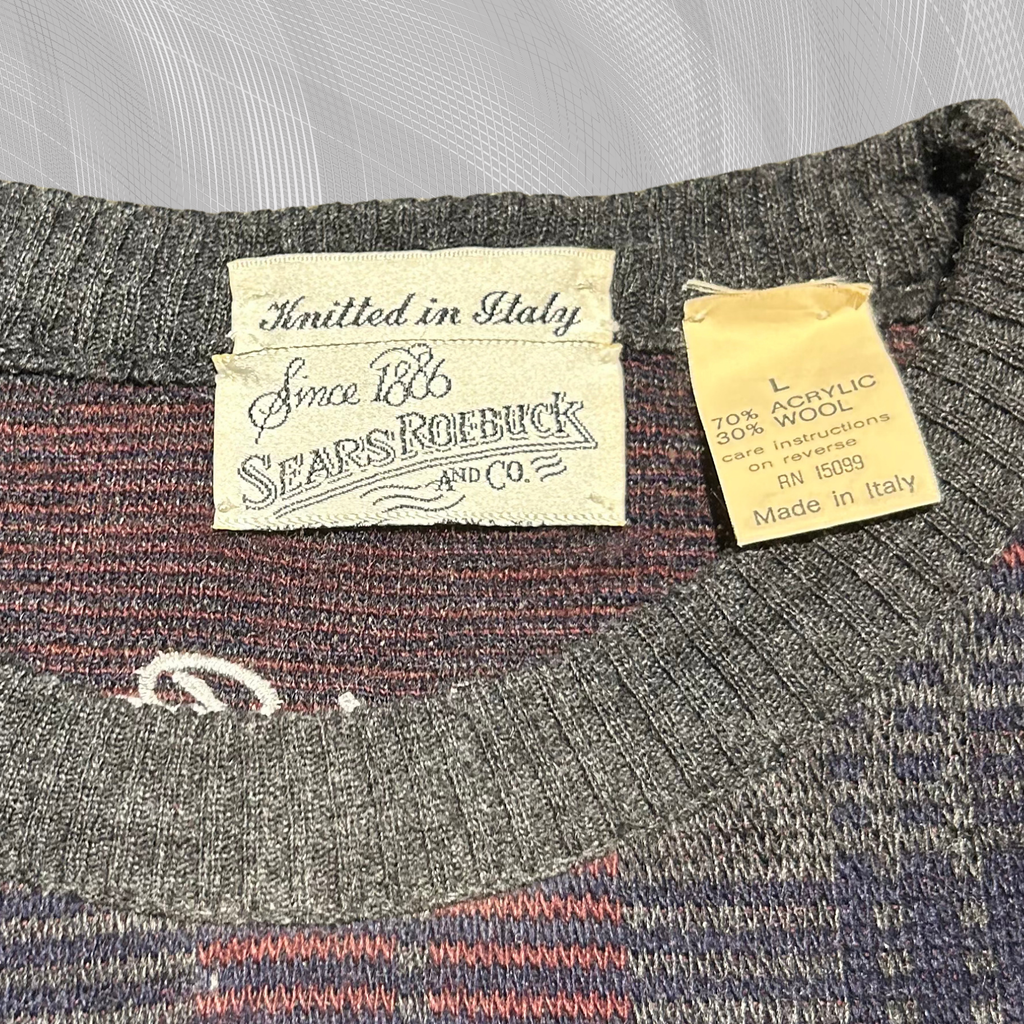 Knitted in Italy
Since 1886
SEARS ROEBUCK
AND CO.
L
70% ACRYLIC
30% WOOL
care instructions
on reverse
RN 15099
Made in Italy